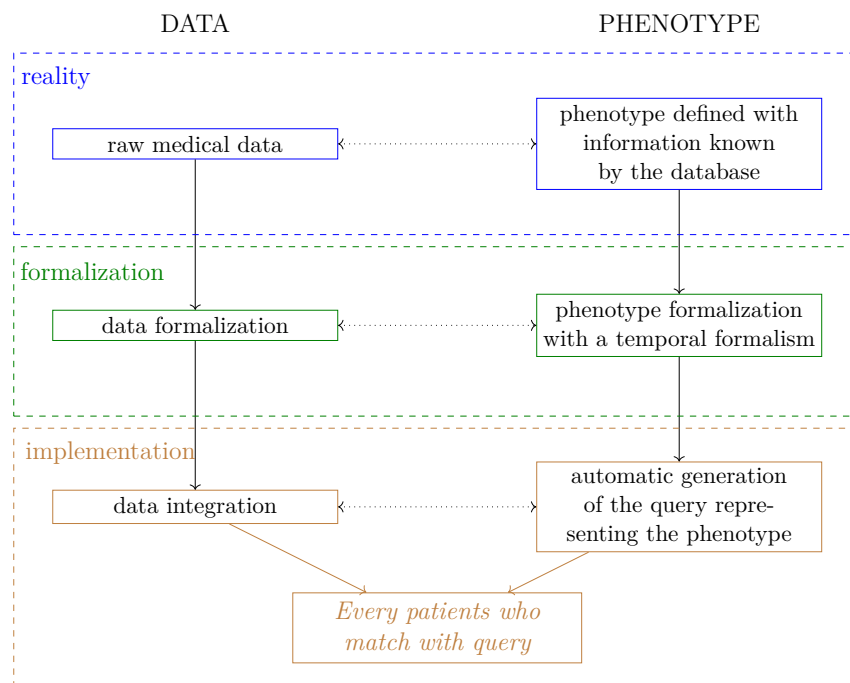 DATA
PHENOTYPE
reality
raw medical data
phenotype defined with
information known
by the database
formalization
data formalization
phenotype formalization
with a temporal formalism
implementation
data integration
automatic generation
of the query repre-
senting the phenotype
Every patients who
match with query